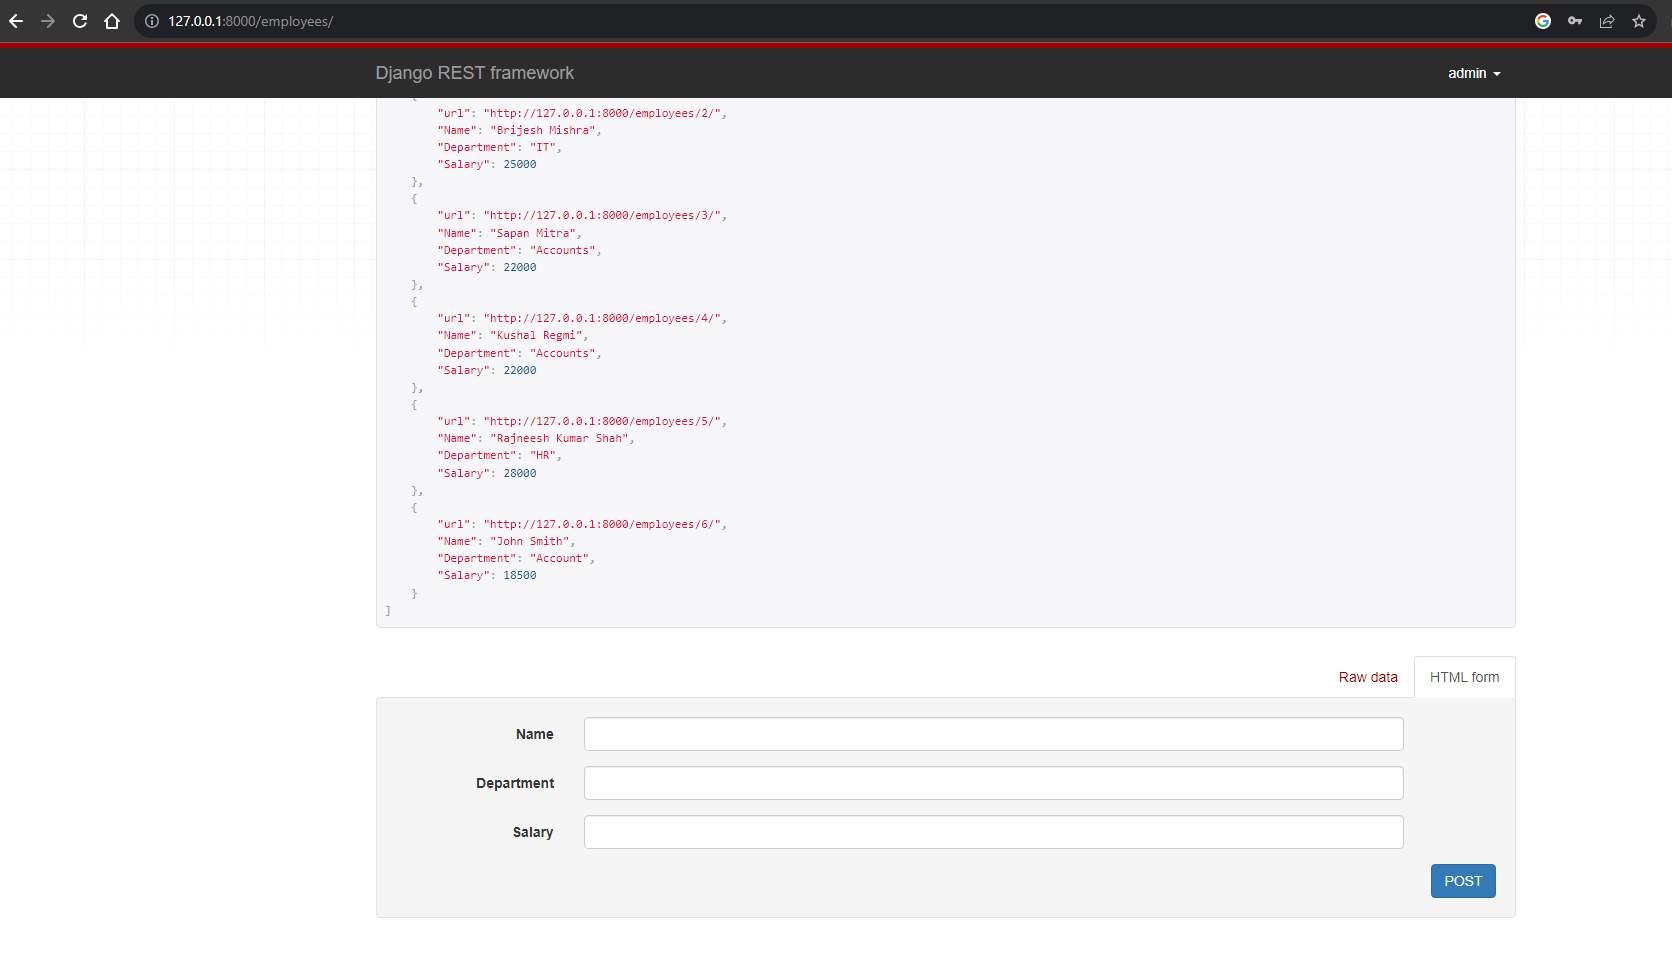 127.0.0.1:8000/employees/
Django REST framework
admin
"url": "http://127.0.0.1:8000/employees/2/",
"Name": "Brijesh Mishra",
"Department": "IT",
"Salary": 25000
},
{
"url": "http://127.0.0.1:8000/employees/3/",
"Name": "Sapan Mitra",
"Department": "Accounts",
"Salary": 22000
},
{
"url": "http://127.0.0.1:8000/employees/4/",
"Name": "Kushal Regmi",
"Department": "Accounts",
"Salary": 22000
},
{
"url": "http://127.0.0.1:8000/employees/5/",
"Name": "Rajneesh Kumar Shah",
"Department": "HR",
"Salary": 28000
},
{
"url": "http://127.0.0.1:8000/employees/6/",
"Name": "John Smith",
"Department": "Account",
"Salary": 18500
}
]
Raw data
HTML form
Name
Department
Salary
POST